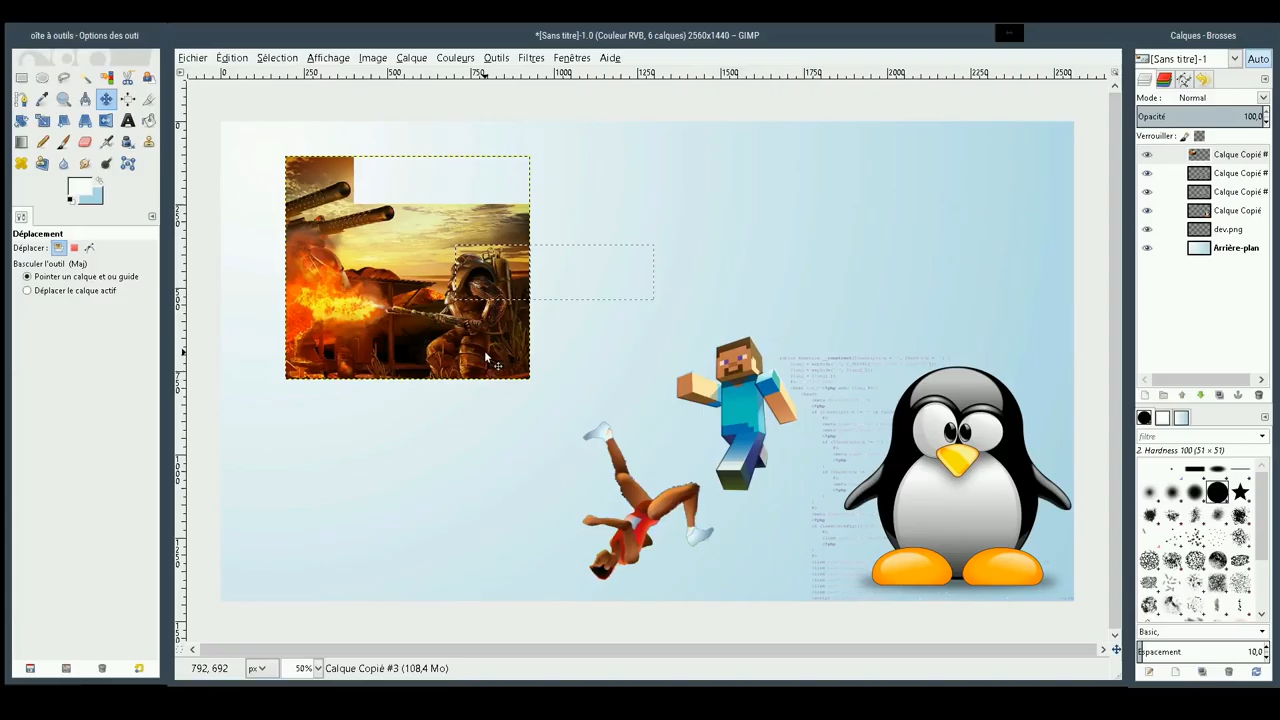 oîte à outils - Options des outi
*[Sans titre]-1.0 (Couleur RVB, 6 calques) 2560x1440 – GIMP
Calques - Brosses
Fichier Édition Sélection Affichage Image Calque Couleurs Outils Filtres Fenêtres Aide
[Sans titre]-1 Auto
0 250 500 750 1000 1250 1500 1750 2000 2250 2500
Mode : Normal
Opacité 100,0
Verrouiller :
Calque Copié #
Calque Copié #
Calque Copié #
Calque Copié
dev.png
Arrière-plan
Déplacement
Déplacer :
Basculer l'outil (Maj)
Pointer un calque et ou guide
Déplacer le calque actif
filtre
2. Hardness 100 (51 × 51)
Basic,
Espacement 10,0
792, 692 px 50% Calque Copié #3 (108,4 Mo)